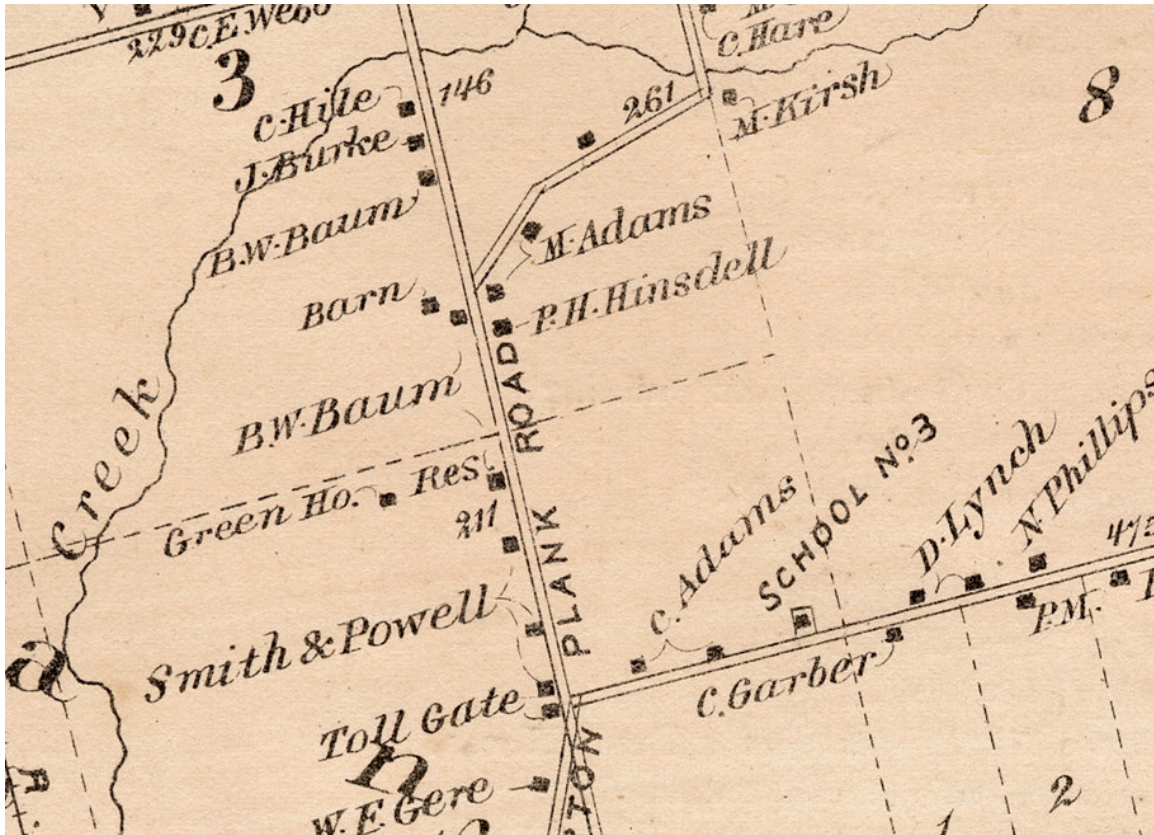 229 C.E.
3
C. Hare
C. Hile
146
261
M. Kirsh
8
J. Burke
B.W. Baum
M. Adams
Barn
P.H. Hinsdell
B.W. Baum
Creek
PLANK ROAD
Green Ho.
Res.
211
C. Adams
SCHOOL No. 3
D. Lynch
N. Phillips
475
Smith & Powell
P.M.
C. Garber
Toll Gate
a
n
TON
W.E. Gere
1
2